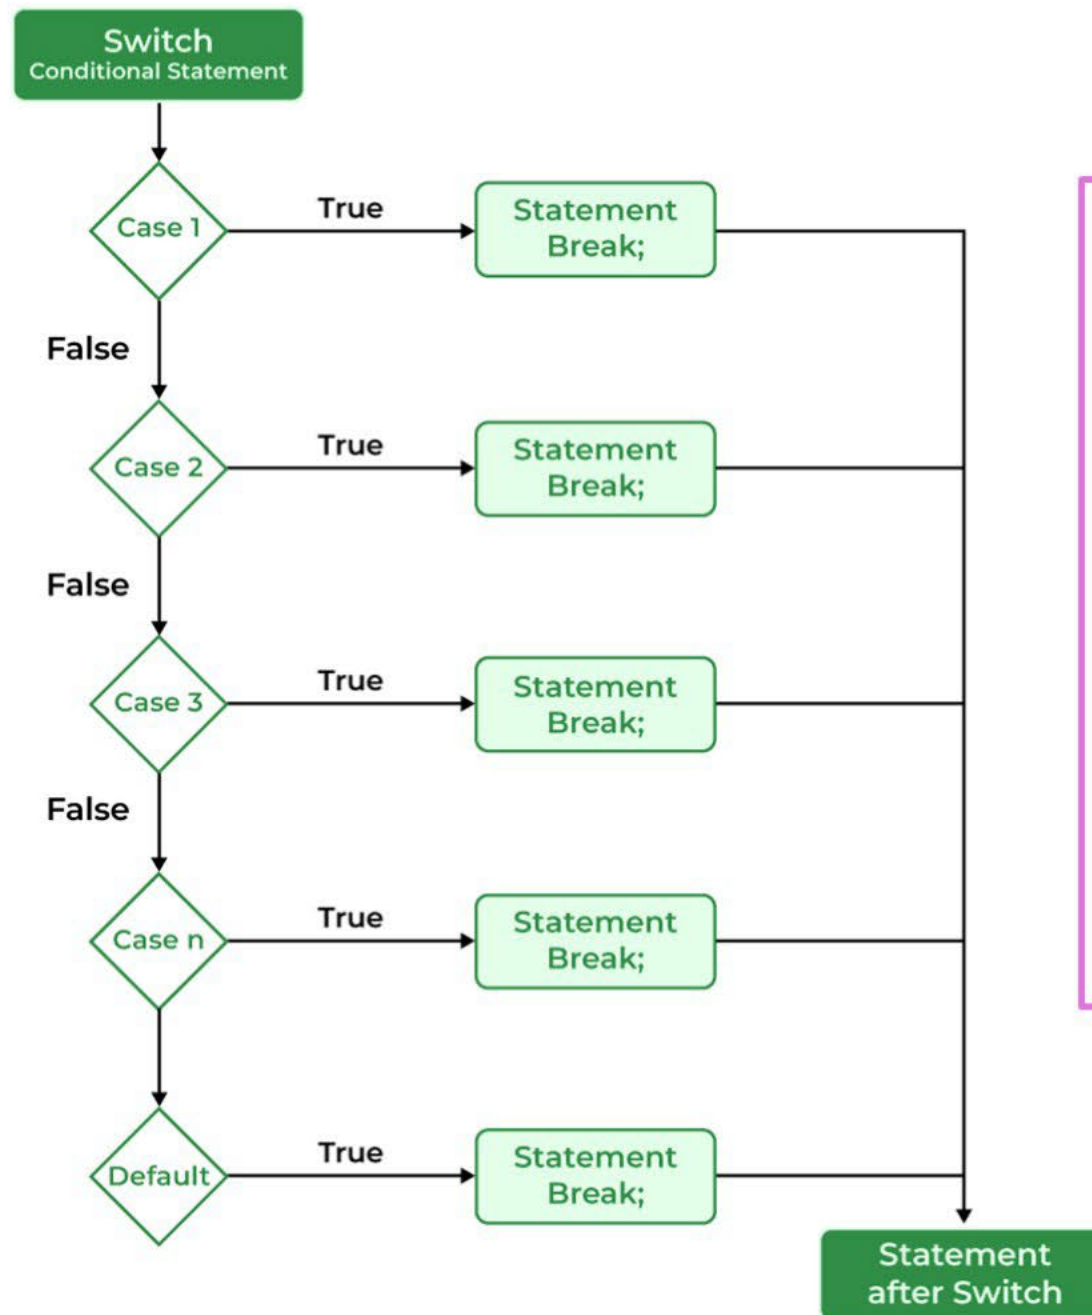 Switch
Conditional Statement
Case 1
True
Statement
Break;
False
Case 2
True
Statement
Break;
False
Case 3
True
Statement
Break;
False
Case n
True
Statement
Break;
Default
True
Statement
Break;
Statement
after Switch